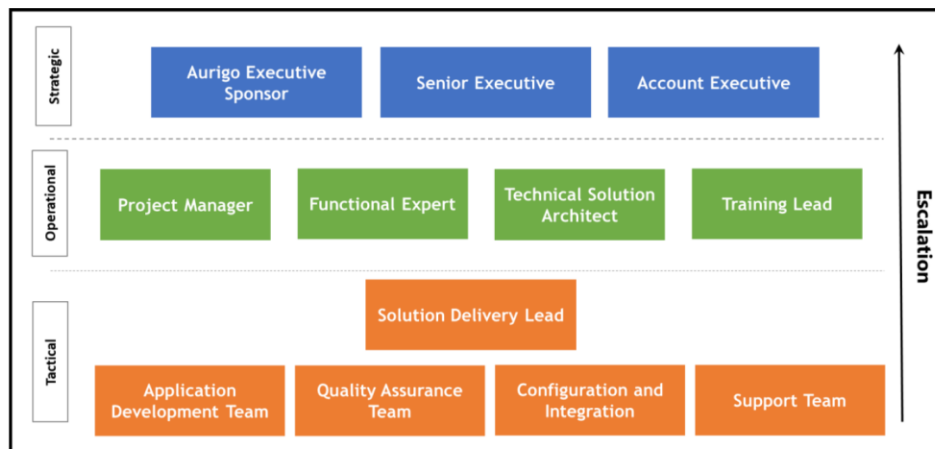 Strategic
Aurigo Executive
Sponsor
Senior Executive
Account Executive
Operational
Project Manager
Functional Expert
Technical Solution
Architect
Training Lead
Escalation
Tactical
Solution Delivery Lead
Application
Development Team
Quality Assurance
Team
Configuration and
Integration
Support Team